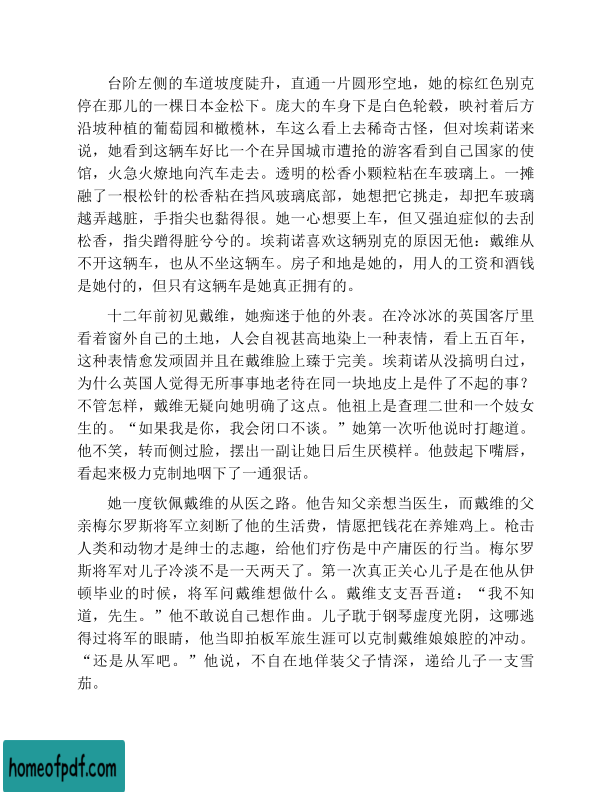 台阶左侧的车道坡度陡升，直通一片圆形空地，她的棕红色别克
停在那儿的一棵日本金松下。庞大的车身下是白色轮毂，映衬着后方
沿坡种植的葡萄园和橄榄林，车这么看上去稀奇古怪，但对埃莉诺来
说，她看到这辆车好比一个在异国城市遭抢的游客看到自己国家的使
馆，火急火燎地向汽车走去。透明的松香小颗粒粘在车玻璃上。一摊
融了一根松针的松香粘在挡风玻璃底部，她想把它挑走，却把车玻璃
越弄越脏，手指尖也黏得很。她一心想要上车，但又强迫症似的去刮
松香，指尖蹭得脏兮兮的。埃莉诺喜欢这辆别克的原因无他：戴维从
不开这辆车，也从不坐这辆车。房子和地是她的，用人的工资和酒钱
是她付的，但只有这辆车是她真正拥有的。
十二年前初见戴维，她痴迷于他的外表。在冷冰冰的英国客厅里
看着窗外自己的土地，人会自视甚高地染上一种表情，看上五百年，
这种表情愈发顽固并且在戴维脸上臻于完美。埃莉诺从没搞明白过，
为什么英国人觉得无所事事地老待在同一块地皮上是件了不起的事？
不管怎样，戴维无疑向她明确了这点。他祖上是查理二世和一个妓女
生的。“如果我是你，我会闭口不谈。”她第一次听他说时打趣道。
他不笑，转而侧过脸，摆出一副让她日后生厌模样。他鼓起下嘴唇，
看起来极力克制地咽下了一通狠话。
她一度钦佩戴维的从医之路。他告知父亲想当医生，而戴维的父
亲梅尔罗斯将军立刻断了他的生活费，情愿把钱花在养雉鸡上。枪击
人类和动物才是绅士的志趣，给他们疗伤是中产庸医的行当。梅尔罗
斯将军对儿子冷淡不是一天两天了。第一次真正关心儿子是在他从伊
顿毕业的时候，将军问戴维想做什么。戴维支支吾吾道：“我不知
道，先生。”他不敢说自己想作曲。儿子耽于钢琴虚度光阴，这哪逃
得过将军的眼睛，他当即拍板军旅生涯可以克制戴维娘娘腔的冲动。
“还是从军吧。”他说，不自在地佯装父子情深，递给儿子一支雪
茄。
homeofpdf.com